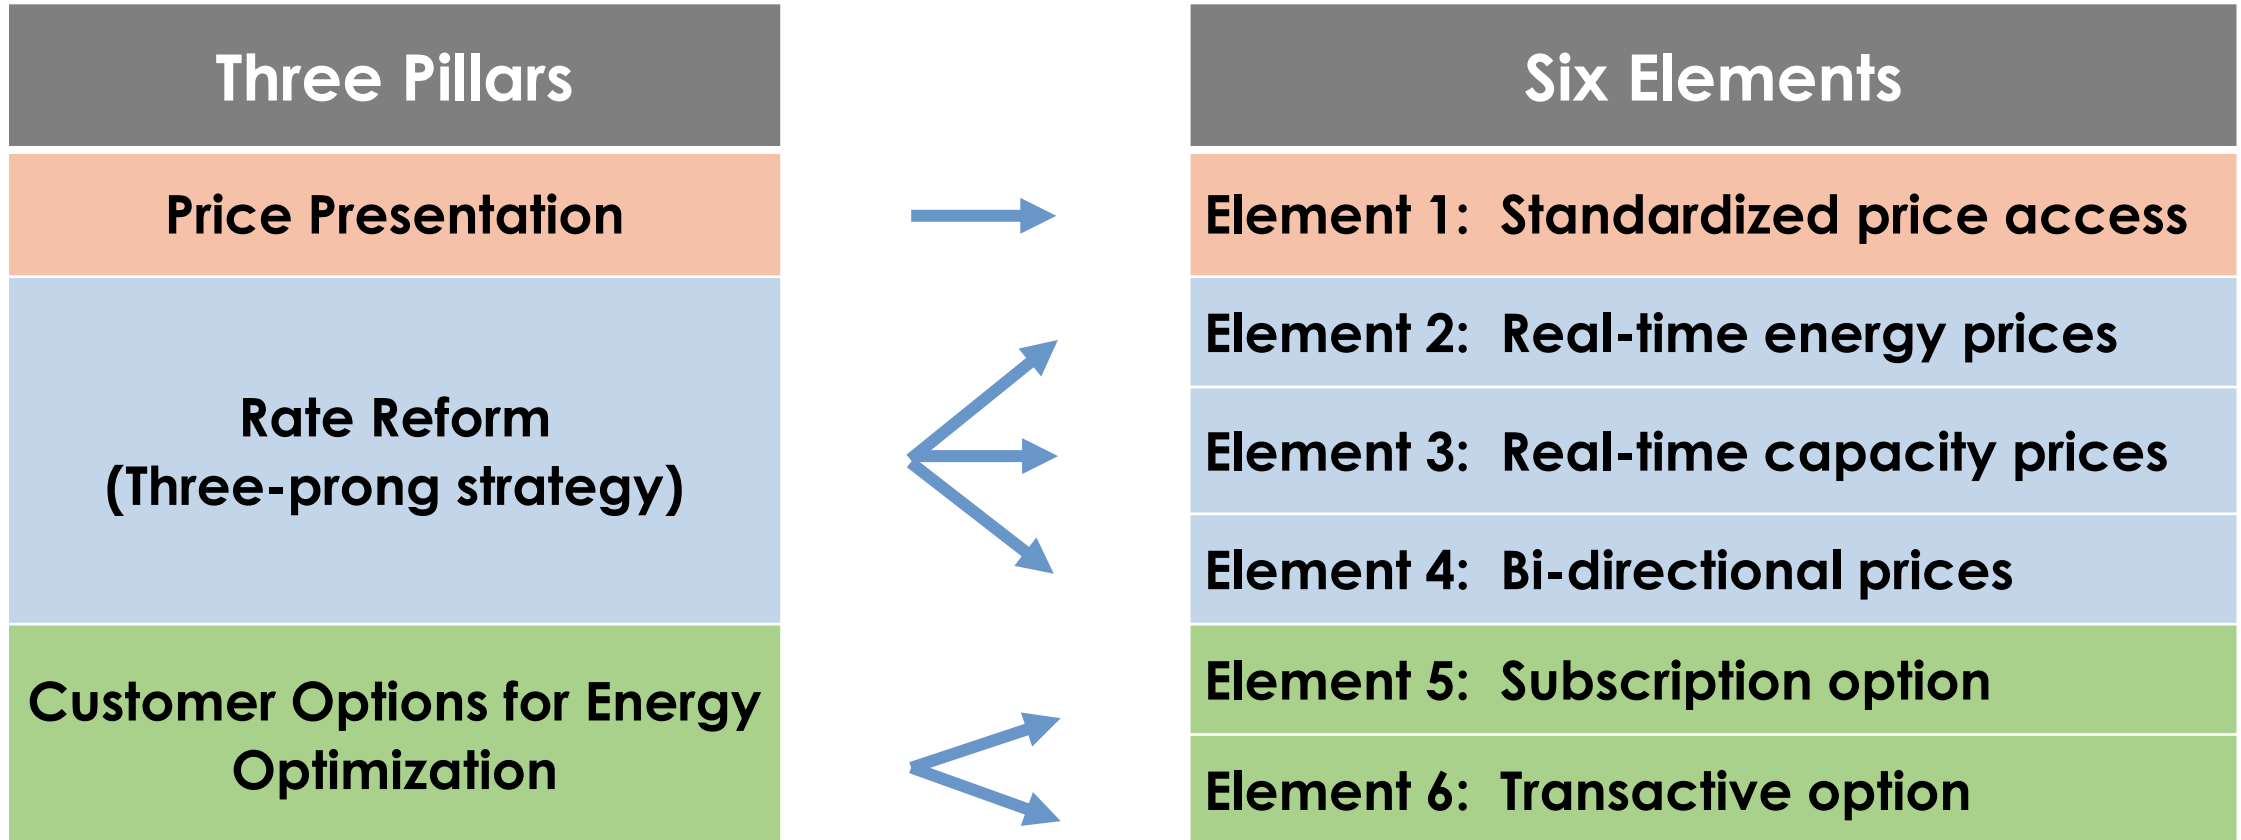 Three Pillars
Six Elements
Price Presentation
Element 1:  Standardized price access
Rate Reform
(Three-prong strategy)
Element 2:  Real-time energy prices
Element 3:  Real-time capacity prices
Element 4:  Bi-directional prices
Customer Options for Energy
Optimization
Element 5:  Subscription option
Element 6:  Transactive option